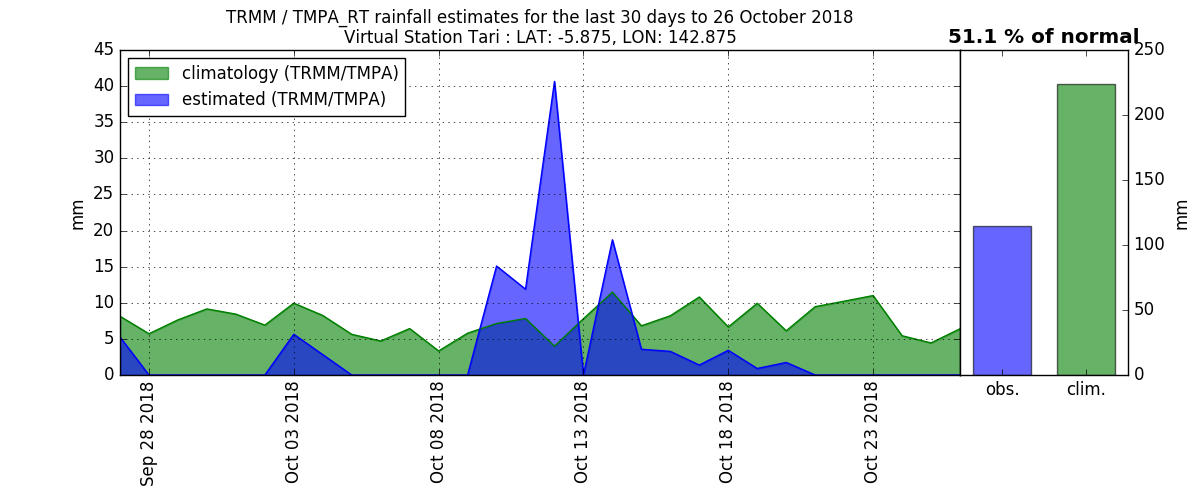 TRMM / TMPA_RT rainfall estimates for the last 30 days to 26 October 2018
Virtual Station Tari : LAT: -5.875, LON: 142.875
51.1 % of normal
climatology (TRMM/TMPA)
estimated (TRMM/TMPA)
45
40
35
30
25
20
15
10
5
0
mm
Sep 28 2018
Oct 03 2018
Oct 08 2018
Oct 13 2018
Oct 18 2018
Oct 23 2018
obs.
clim.
250
200
150
100
50
0
mm